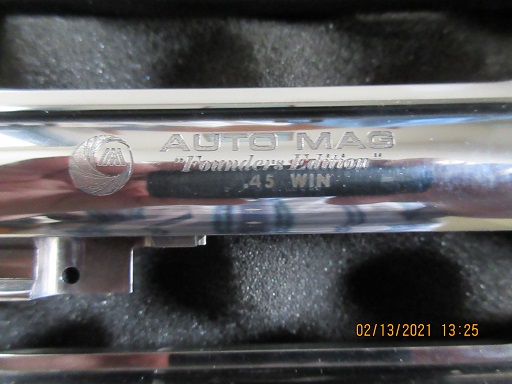 AUTO MAG
"Founders Edition"
.45 WIN
02/13/2021 13:25